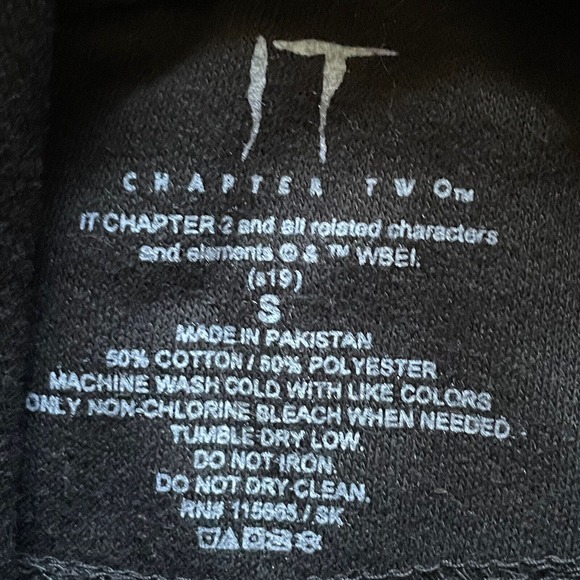 IT
CHAPTER TWO™
IT CHAPTER 2 and all related characters
and elements © & ™ WBEI.
(s19)
S
MADE IN PAKISTAN
50% COTTON / 50% POLYESTER
MACHINE WASH COLD WITH LIKE COLORS
ONLY NON-CHLORINE BLEACH WHEN NEEDED
TUMBLE DRY LOW.
DO NOT IRON.
DO NOT DRY CLEAN.
RN# 115665 / SK